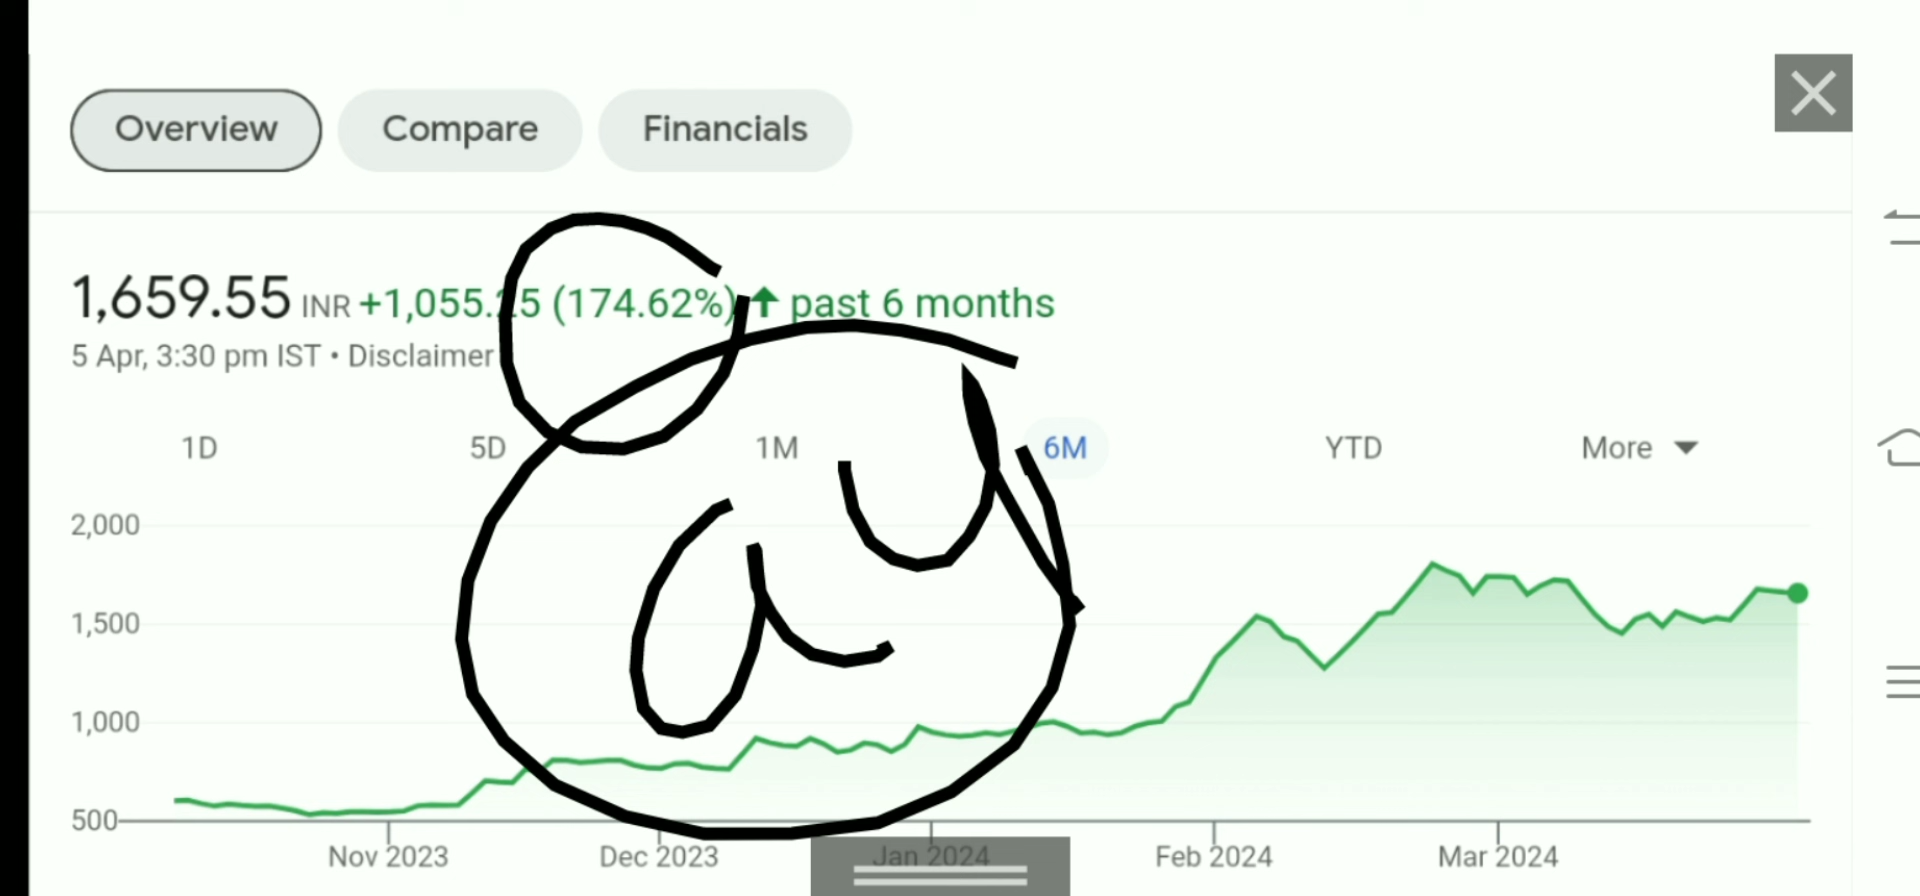 Overview Compare Financials
1,659.55 INR +1,055.25 (174.62%) ↑ past 6 months
5 Apr, 3:30 pm IST • Disclaimer
1D 5D 1M 6M YTD More
2,000
1,500
1,000
500
Nov 2023 Dec 2023 Jan 2024 Feb 2024 Mar 2024